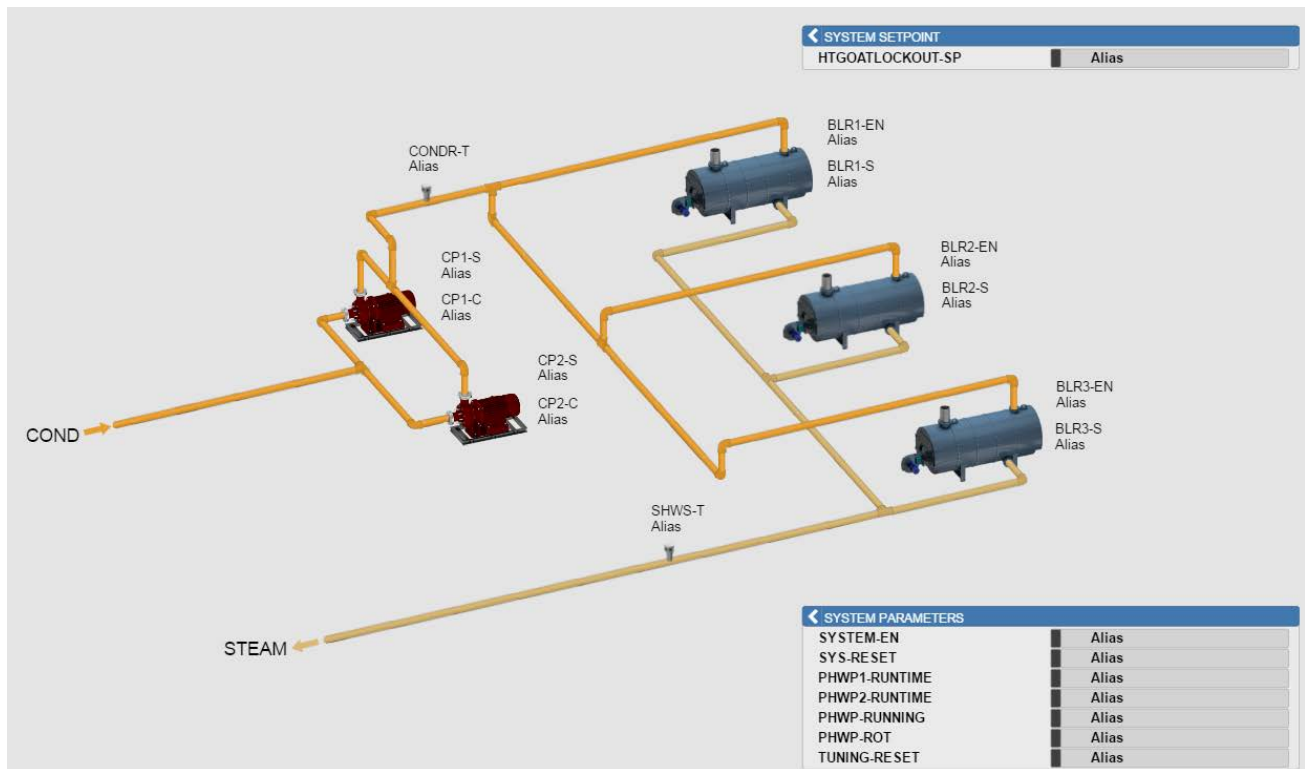 SYSTEM SETPOINT
HTGOATLOCKOUT-SP Alias
BLR1-EN
Alias
BLR1-S
Alias
CONDR-T
Alias
BLR2-EN
Alias
BLR2-S
Alias
CP1-S
Alias
CP1-C
Alias
CP2-S
Alias
CP2-C
Alias
BLR3-EN
Alias
BLR3-S
Alias
COND
SHWS-T
Alias
STEAM
SYSTEM PARAMETERS
SYSTEM-EN Alias
SYS-RESET Alias
PHWP1-RUNTIME Alias
PHWP2-RUNTIME Alias
PHWP-RUNNING Alias
PHWP-ROT Alias
TUNING-RESET Alias